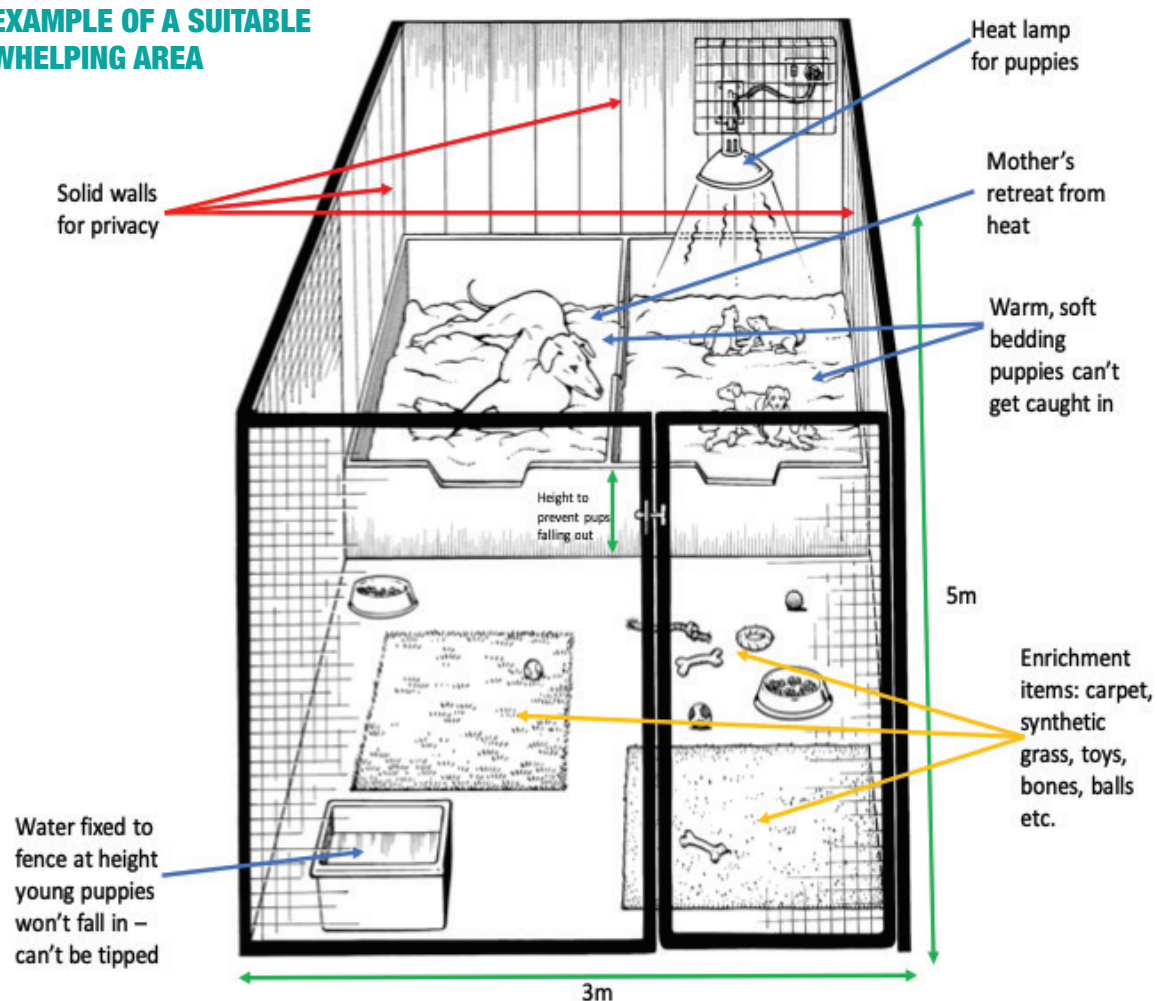 EXAMPLE OF A SUITABLE
WHELPING AREA
Heat lamp
for puppies
Solid walls
for privacy
Mother's
retreat from
heat
Warm, soft
bedding
puppies can't
get caught in
Height to
prevent pups
falling out
5m
Enrichment
items: carpet,
synthetic
grass, toys,
bones, balls
etc.
Water fixed to
fence at height
young puppies
won't fall in –
can't be tipped
3m